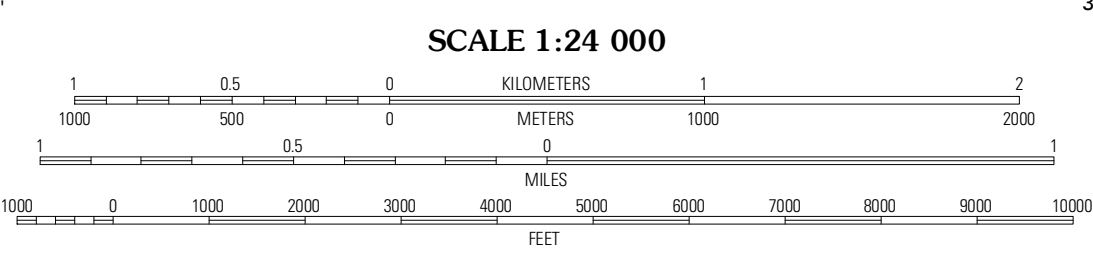 3
SCALE 1:24 000
1 0.5 0 KILOMETERS 1 2
1000 500 0 METERS 1000 2000
1 0.5 0 1
MILES
1000 0 1000 2000 3000 4000 5000 6000 7000 8000 9000 10000
FEET